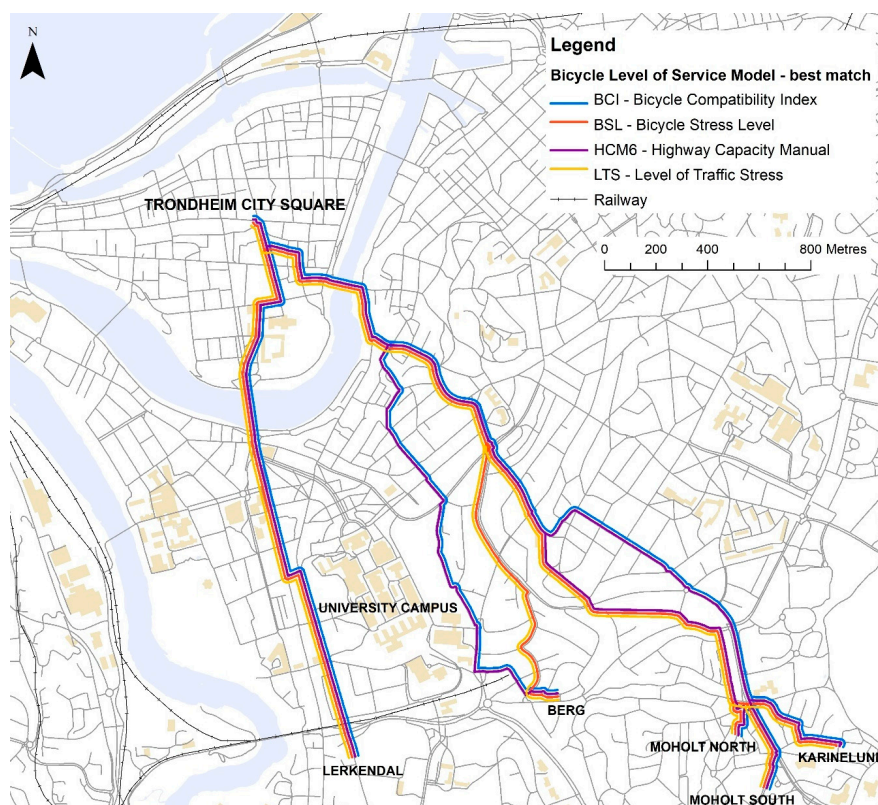 N
Legend
Bicycle Level of Service Model - best match
BCI - Bicycle Compatibility Index
BSL - Bicycle Stress Level
HCM6 - Highway Capacity Manual
LTS - Level of Traffic Stress
Railway
0 200 400 800 Metres
TRONDHEIM CITY SQUARE
UNIVERSITY CAMPUS
BERG
MOHOLT NORTH
KARINELUND
LERKENDAL
MOHOLT SOUTH